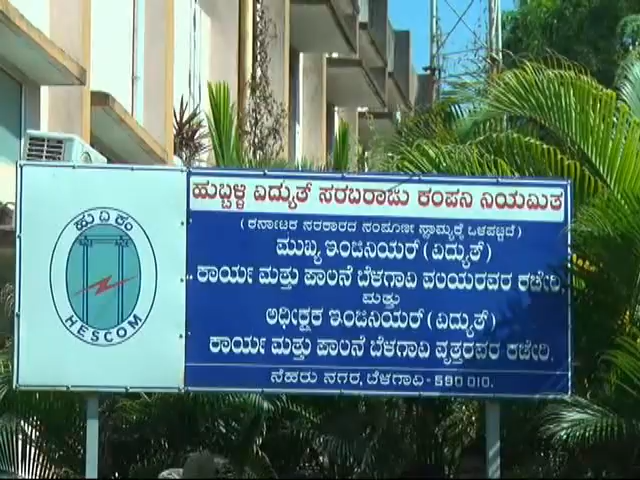 ಹು ವಿ ಕಂ
HESCOM
ಹುಬ್ಬಳ್ಳಿ ವಿದ್ಯುತ್ ಸರಬರಾಜು ಕಂಪನಿ ನಿಯಮಿತ
(ಕರ್ನಾಟಕ ಸರಕಾರದ ಸಂಪೂರ್ಣ ಸ್ವಾಮ್ಯಕ್ಕೆ ಒಳಪಟ್ಟಿದೆ)
ಮುಖ್ಯ ಇಂಜಿನಿಯರ್ (ವಿದ್ಯುತ್)
ಕಾರ್ಯ ಮತ್ತು ಪಾಲನೆ ಬೆಳಗಾವಿ ವಲಯರವರ ಕಚೇರಿ.
ಮತ್ತು
ಅಧೀಕ್ಷಕ ಇಂಜಿನಿಯರ್ (ವಿದ್ಯುತ್)
ಕಾರ್ಯ ಮತ್ತು ಪಾಲನೆ ಬೆಳಗಾವಿ ವೃತ್ತರವರ ಕಚೇರಿ.
ನೆಹರು ನಗರ, ಬೆಳಗಾವಿ - 590 010.